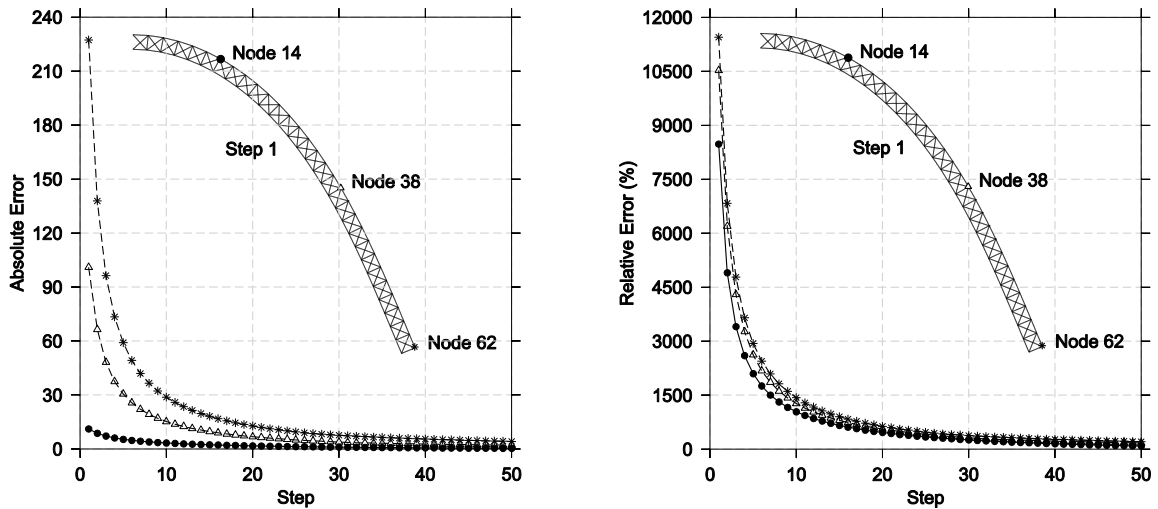 240
210
180
150
120
90
60
30
0
Absolute Error
0 10 20 30 40 50
Step
Node 14
Step 1
Node 38
Node 62
12000
10500
9000
7500
6000
4500
3000
1500
0
Relative Error (%)
0 10 20 30 40 50
Step
Node 14
Step 1
Node 38
Node 62